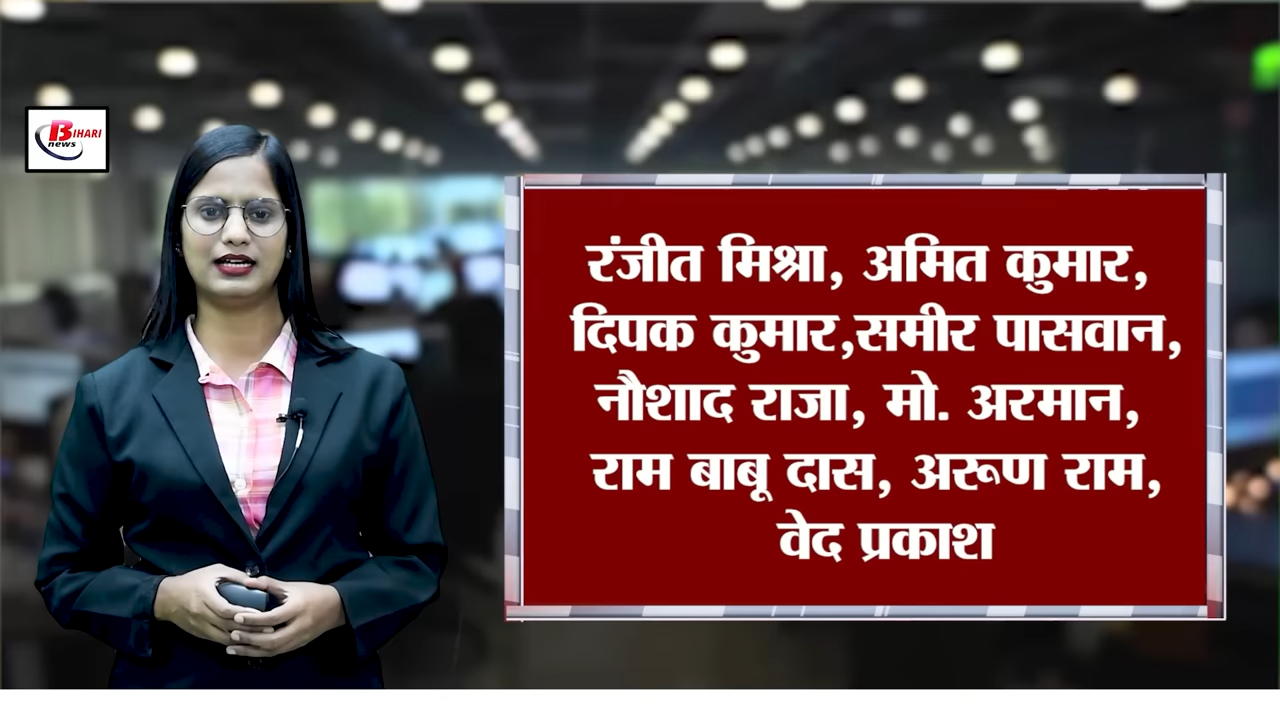 BIHARI
news
रंजीत मिश्रा, अमित कुमार,
दिपक कुमार,समीर पासवान,
नौशाद राजा, मो. अरमान,
राम बाबू दास, अरूण राम,
वेद प्रकाश